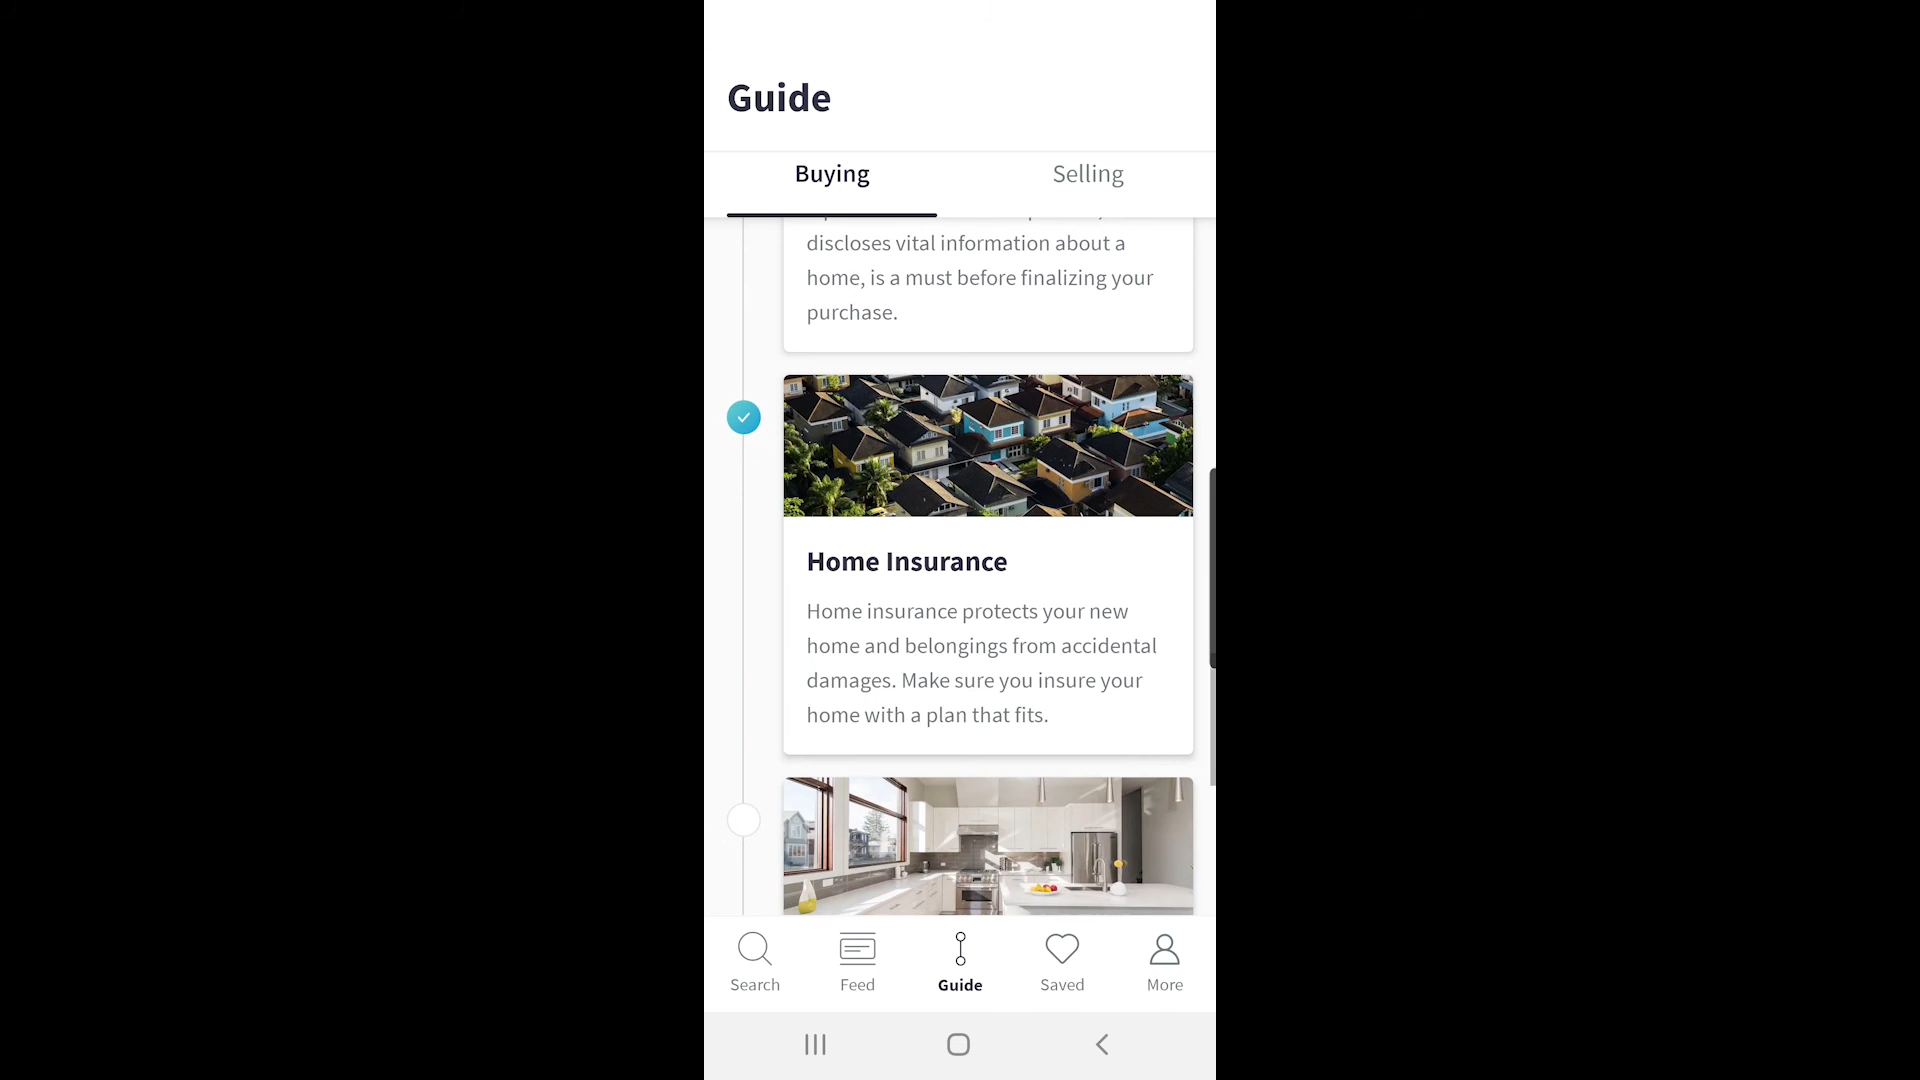 Guide
Buying
Selling
discloses vital information about a
home, is a must before finalizing your
purchase.
Home Insurance
Home insurance protects your new
home and belongings from accidental
damages. Make sure you insure your
home with a plan that fits.
Search
Feed
Guide
Saved
More